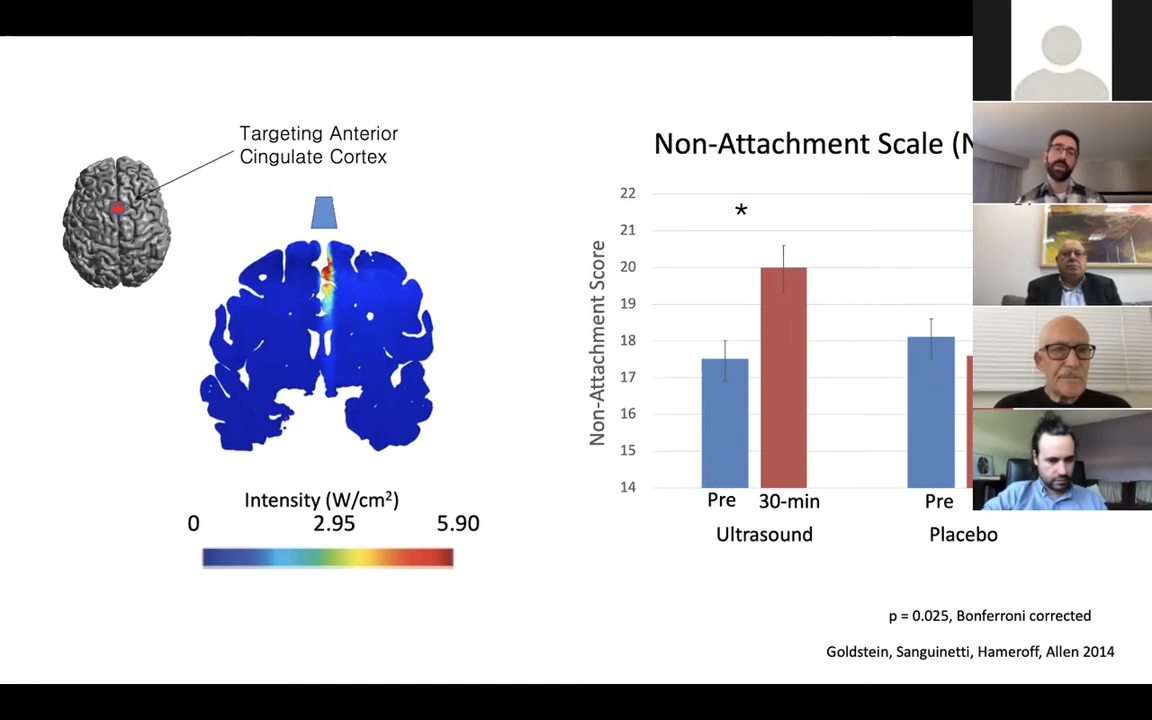 Targeting Anterior
Cingulate Cortex
Intensity (W/cm²)
0 2.95 5.90
Non-Attachment Scale (N
Non-Attachment Score
22
21
20
19
18
17
16
15
14
*
Pre 30-min Pre
Ultrasound Placebo
p = 0.025, Bonferroni corrected
Goldstein, Sanguinetti, Hameroff, Allen 2014